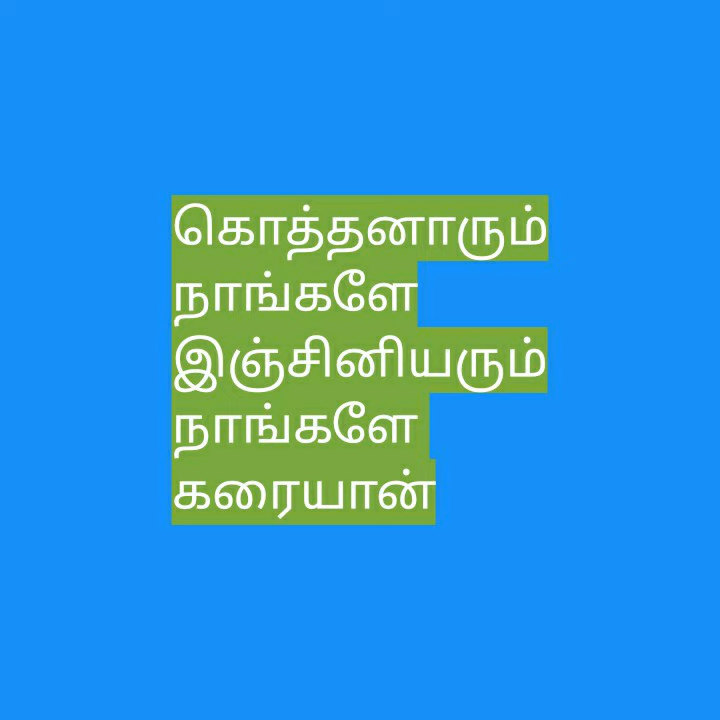 கொத்தனாரும்
நாங்களே
இஞ்சினியரும்
நாங்களே
கரையான்